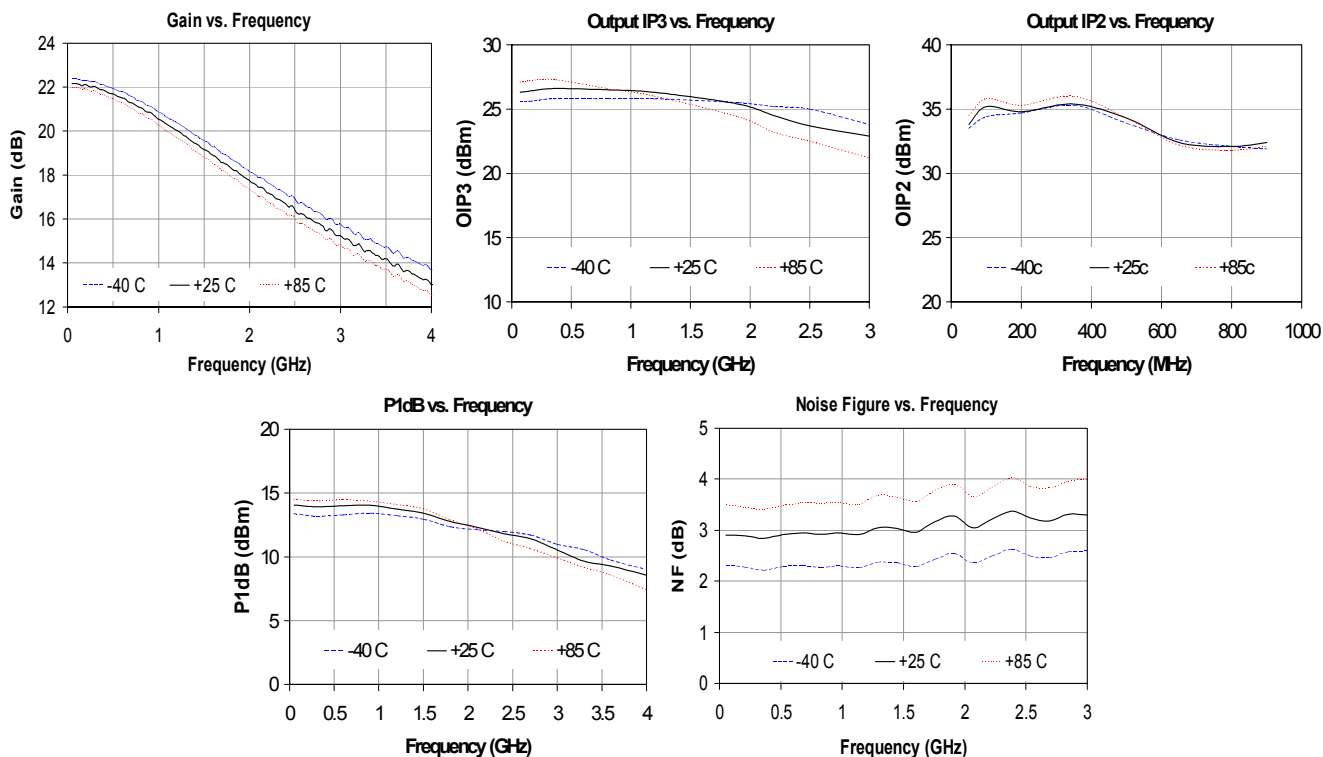 Gain vs. Frequency
24
22
20
18
16
14
12
Gain (dB)
-40 C
+25 C
+85 C
0
1
2
3
4
Frequency (GHz)
Output IP3 vs. Frequency
30
25
20
15
10
OIP3 (dBm)
-40 C
+25 C
+85 C
0
0.5
1
1.5
2
2.5
3
Frequency (GHz)
Output IP2 vs. Frequency
40
35
30
25
20
OIP2 (dBm)
-40c
+25c
+85c
0
200
400
600
800
1000
Frequency (MHz)
P1dB vs. Frequency
20
15
10
5
0
P1dB (dBm)
-40 C
+25 C
+85 C
0
0.5
1
1.5
2
2.5
3
3.5
4
Frequency (GHz)
Noise Figure vs. Frequency
5
4
3
2
1
0
NF (dB)
-40 C
+25 C
+85 C
0
0.5
1
1.5
2
2.5
3
Frequency (GHz)